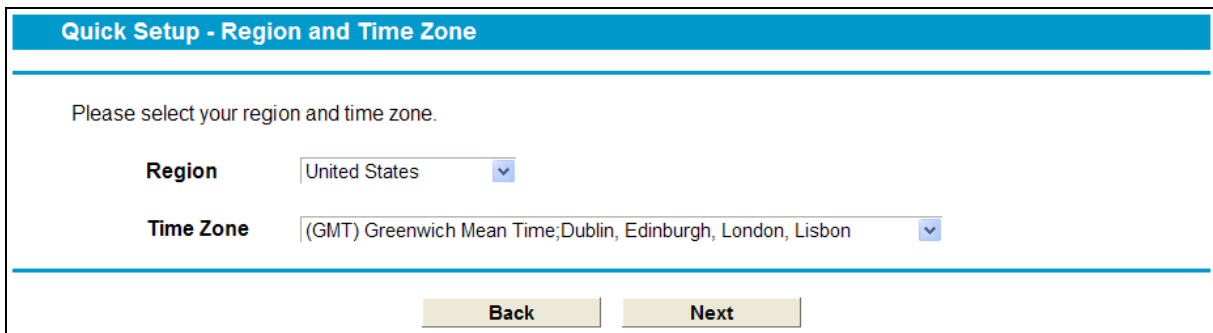 Quick Setup - Region and Time Zone
Please select your region and time zone.
Region United States
Time Zone (GMT) Greenwich Mean Time;Dublin, Edinburgh, London, Lisbon
Back Next